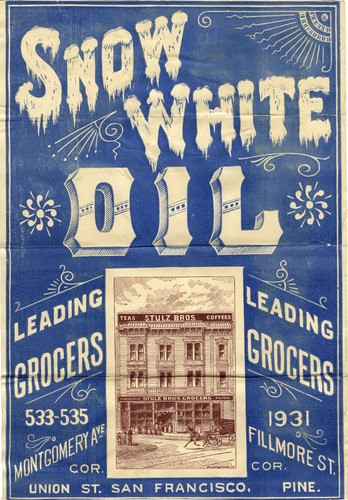 SNOW
WHITE
OIL
LEADING
GROCERS
533-535
MONTGOMERY AVE
COR.
UNION ST. SAN FRANCISCO,
TEAS STULZ BROS COFFEES
STULZ BROS GROCERS
LEADING
GROCERS
1931
FILLMORE ST.
COR.
PINE.